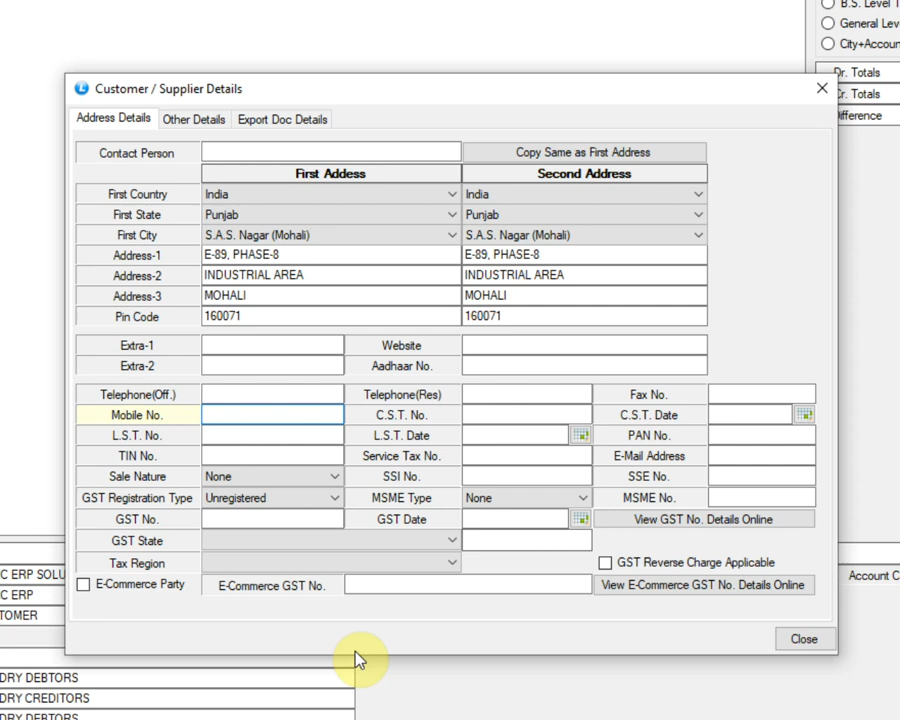 B.S. Level
General
City+
Dr. Totals
Cr. Totals
Customer / Supplier Details
Address Details Other Details Export Doc Details
Contact Person Copy Same as First Address
First Addess Second Address
First Country India India
First State Punjab Punjab
First City S.A.S. Nagar (Mohali) S.A.S. Nagar (Mohali)
Address-1 E-89, PHASE-8 E-89, PHASE-8
Address-2 INDUSTRIAL AREA INDUSTRIAL AREA
Address-3 MOHALI MOHALI
Pin Code 160071 160071
Extra-1 Website
Extra-2 Aadhaar No.
Telephone(Off.) Telephone(Res) Fax No.
Mobile No. C.S.T. No. C.S.T. Date
L.S.T. No. L.S.T. Date PAN No.
TIN No. Service Tax No. E-Mail Address
Sale Nature None SSI No. SSE No.
GST Registration Type Unregistered MSME Type None MSME No.
GST No. GST Date View GST No. Details Online
GST State
Tax Region GST Reverse Charge Applicable
E-Commerce Party E-Commerce GST No. View E-Commerce GST No. Details Online
C ERP
Account
Close
DRY DEBTORS
DRY CREDITORS
DRY DEBTORS